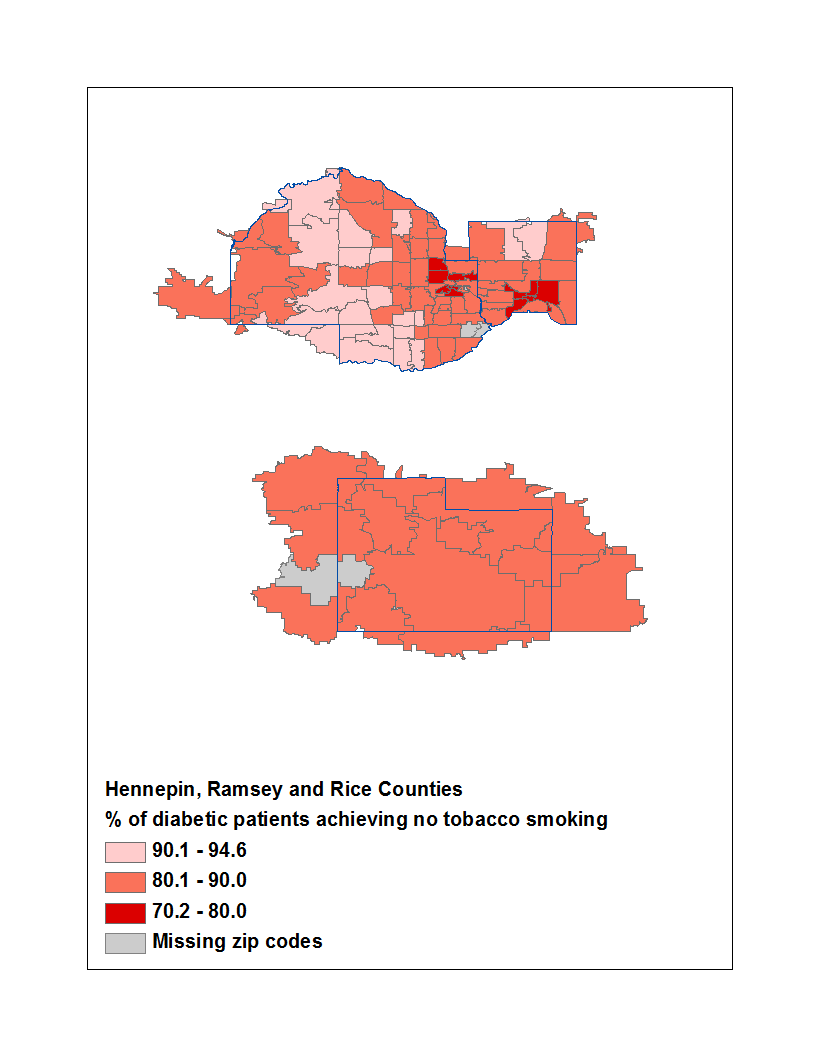 Hennepin, Ramsey and Rice Counties
% of diabetic patients achieving no tobacco smoking
90.1 - 94.6
80.1 - 90.0
70.2 - 80.0
Missing zip codes